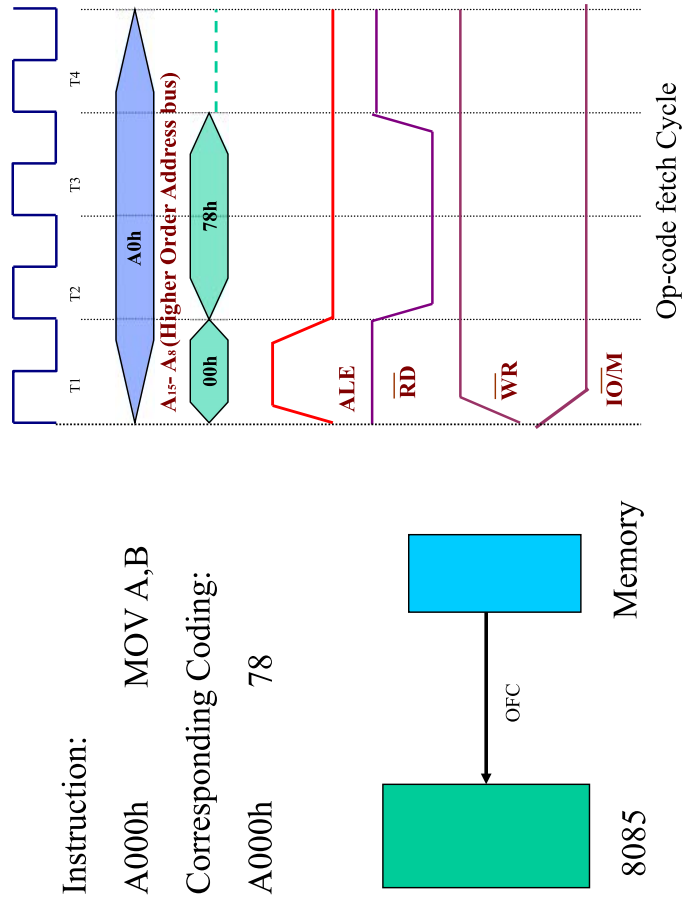 Instruction:
A000h MOV A,B
Corresponding Coding:
A000h 78
OFC
8085
Memory
T1 T2 T3 T4
A0h
A15- A8 (Higher Order Address bus)
00h 78h
ALE
RD
WR
IO/M
Op-code fetch Cycle